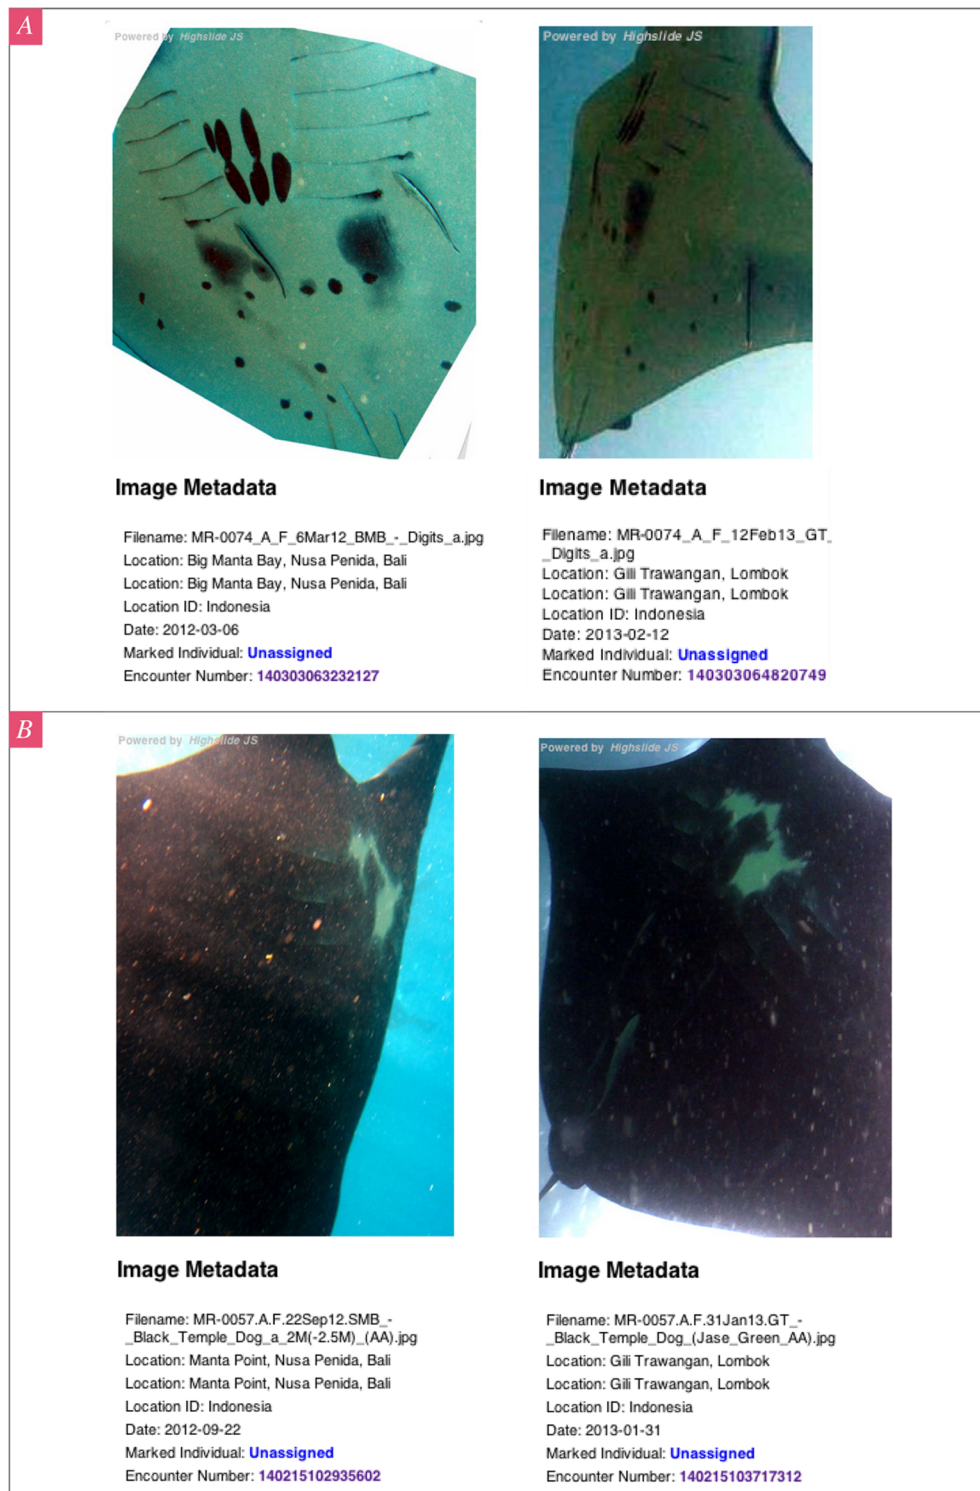 A
Powered by Highslide JS
Powered by Highslide JS
Image Metadata
Filename: MR-0074_A_F_6Mar12_BMB_-_Digits_a.jpg
Location: Big Manta Bay, Nusa Penida, Bali
Location: Big Manta Bay, Nusa Penida, Bali
Location ID: Indonesia
Date: 2012-03-06
Marked Individual: Unassigned
Encounter Number: 140303063232127
Image Metadata
Filename: MR-0074_A_F_12Feb13_GT_
_Digits_a.jpg
Location: Gili Trawangan, Lombok
Location: Gili Trawangan, Lombok
Location ID: Indonesia
Date: 2013-02-12
Marked Individual: Unassigned
Encounter Number: 140303064820749
B
Powered by Highslide JS
Powered by Highslide JS
Image Metadata
Filename: MR-0057.A.F.22Sep12.SMB_-
_Black_Temple_Dog_a_2M(-2.5M)_(AA).jpg
Location: Manta Point, Nusa Penida, Bali
Location: Manta Point, Nusa Penida, Bali
Location ID: Indonesia
Date: 2012-09-22
Marked Individual: Unassigned
Encounter Number: 140215102935602
Image Metadata
Filename: MR-0057.A.F.31Jan13.GT_-
_Black_Temple_Dog_(Jase_Green_AA).jpg
Location: Gili Trawangan, Lombok
Location: Gili Trawangan, Lombok
Location ID: Indonesia
Date: 2013-01-31
Marked Individual: Unassigned
Encounter Number: 140215103717312